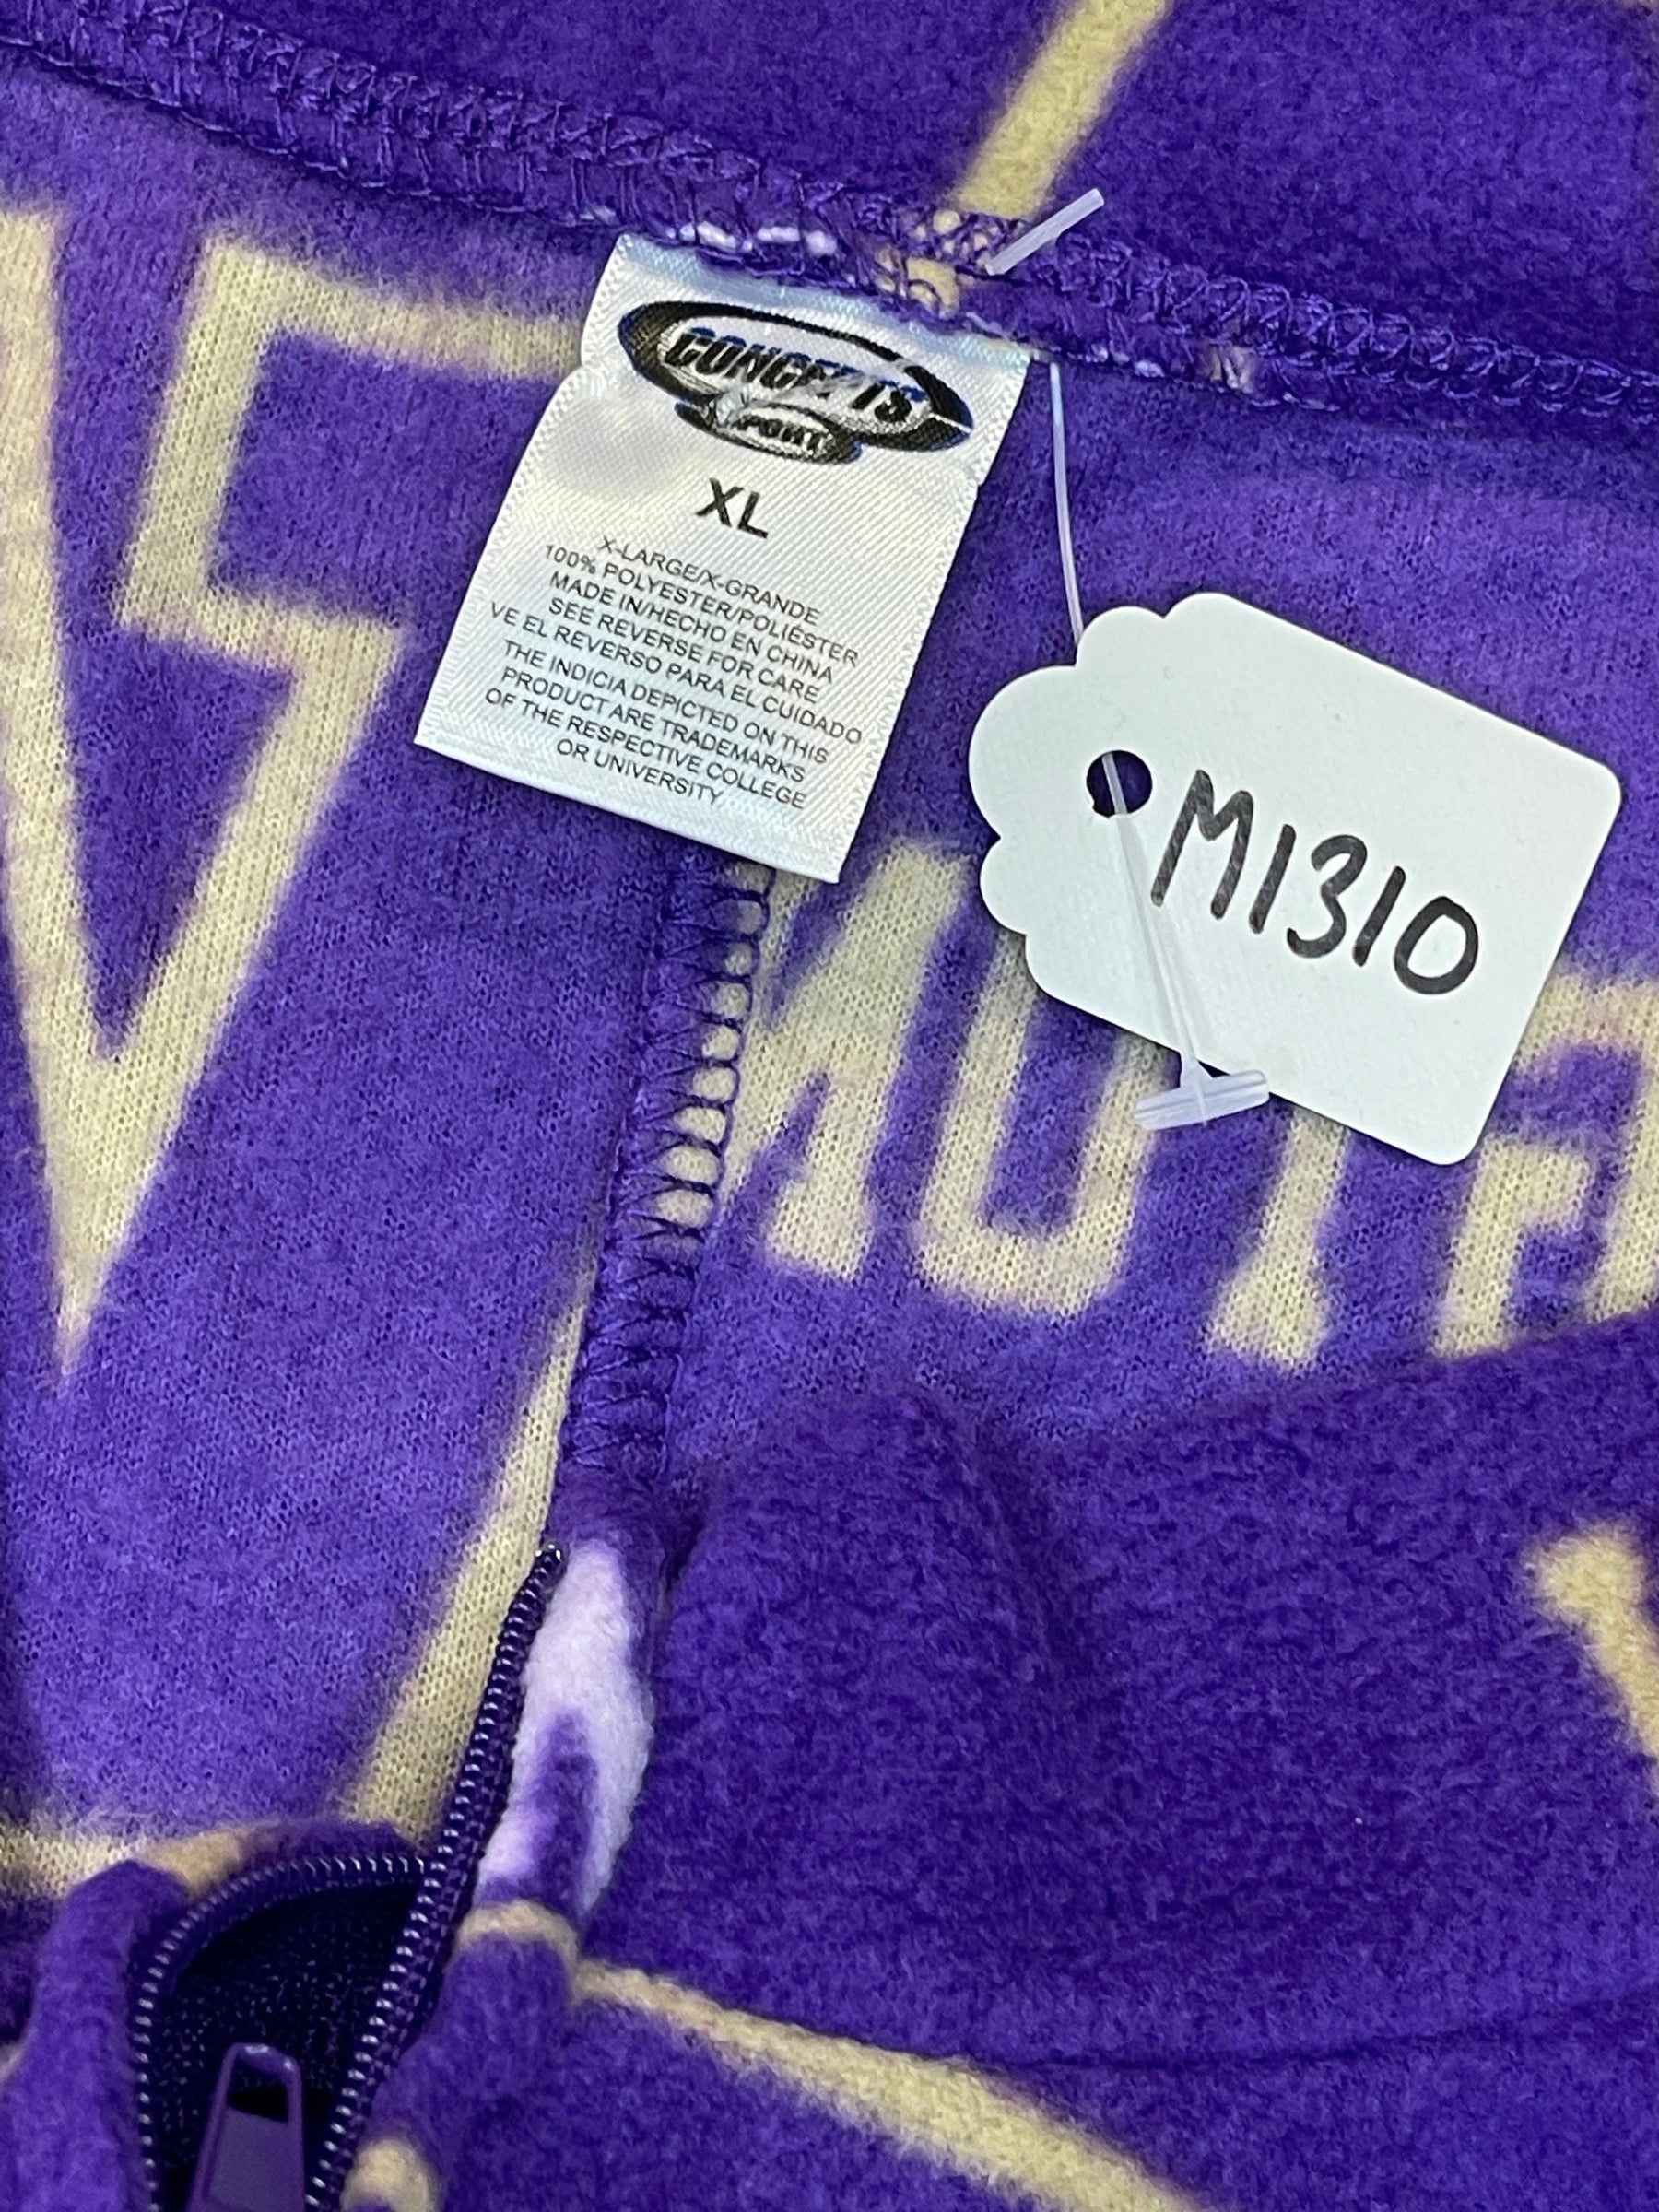 CONCEPTS
SPORT
XL
X-LARGE/X-GRANDE
100% POLYESTER/POLIÉSTER
MADE IN/HECHO EN CHINA
SEE REVERSE FOR CARE
VE EL REVERSO PARA EL CUIDADO
THE INDICIA DEPICTED ON THIS
PRODUCT ARE TRADEMARKS
OF THE RESPECTIVE COLLEGE
OR UNIVERSITY
M1310